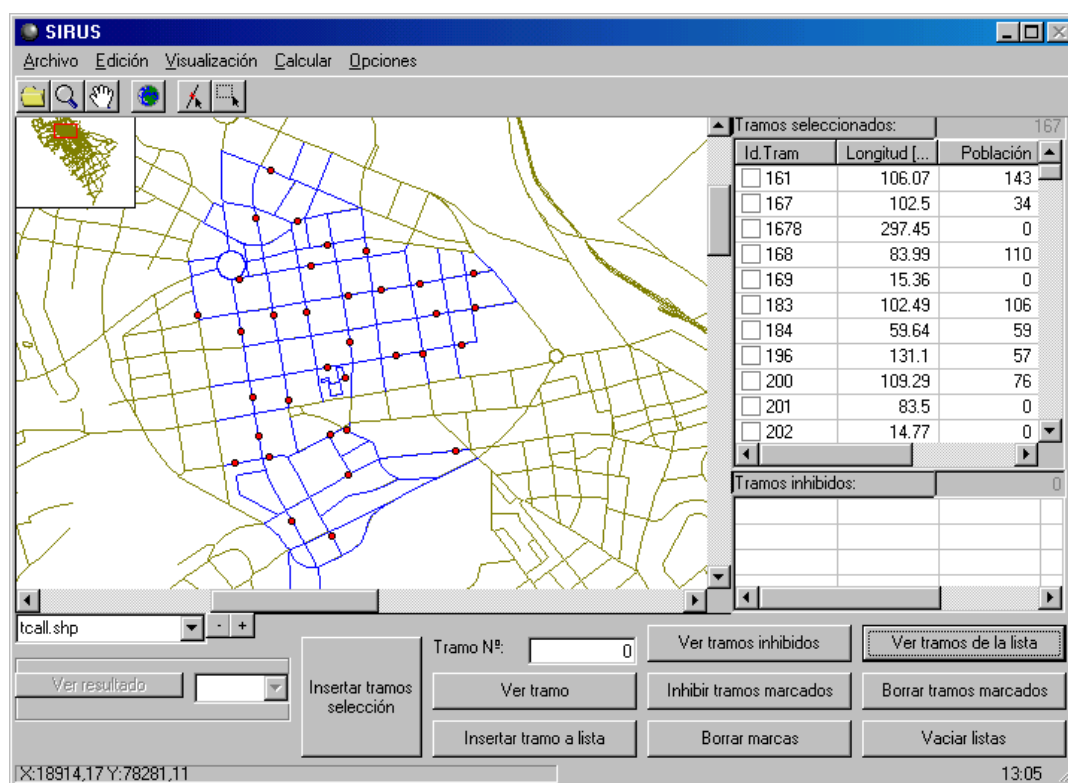 SIRUS
Archivo Edición Visualización Calcular Opciones
Tramos seleccionados: 167
Id.Tram Longitud [... Población
161 106.07 143
167 102.5 34
1678 297.45 0
168 83.99 110
169 15.36 0
183 102.49 106
184 59.64 59
196 131.1 57
200 109.29 76
201 83.5 0
202 14.77 0
Tramos inhibidos: 0
tcall.shp - +
Ver resultado
Insertar tramos selección
Tramo Nº: 0
Ver tramo
Insertar tramo a lista
Ver tramos inhibidos
Inhibir tramos marcados
Borrar marcas
Ver tramos de la lista
Borrar tramos marcados
Vaciar listas
X:18914,17 Y:78281,11 13:05